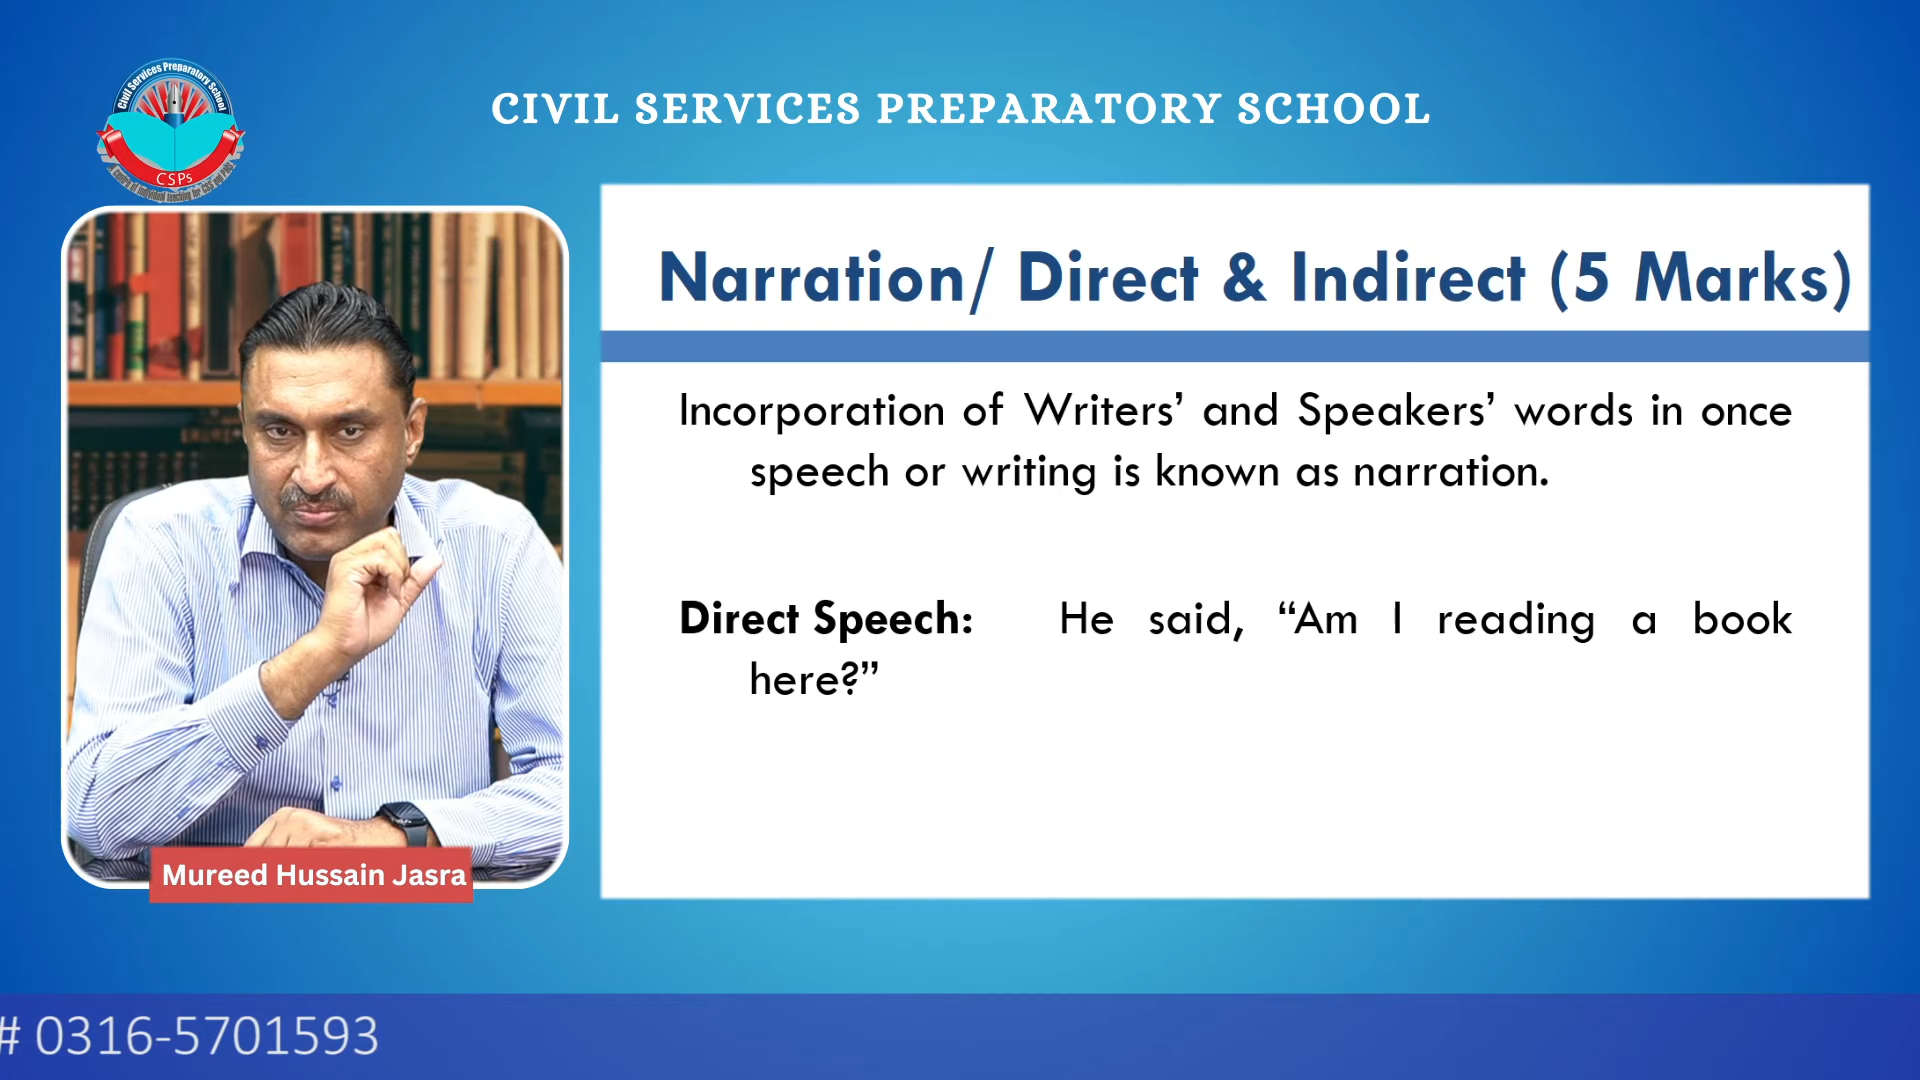 Civil Services Preparatory School
CSPs
CIVIL SERVICES PREPARATORY SCHOOL
Narration/ Direct & Indirect (5 Marks)
Incorporation of Writers’ and Speakers’ words in once
speech or writing is known as narration.
Direct Speech: He said, “Am I reading a book
here?”
Mureed Hussain Jasra
# 0316-5701593